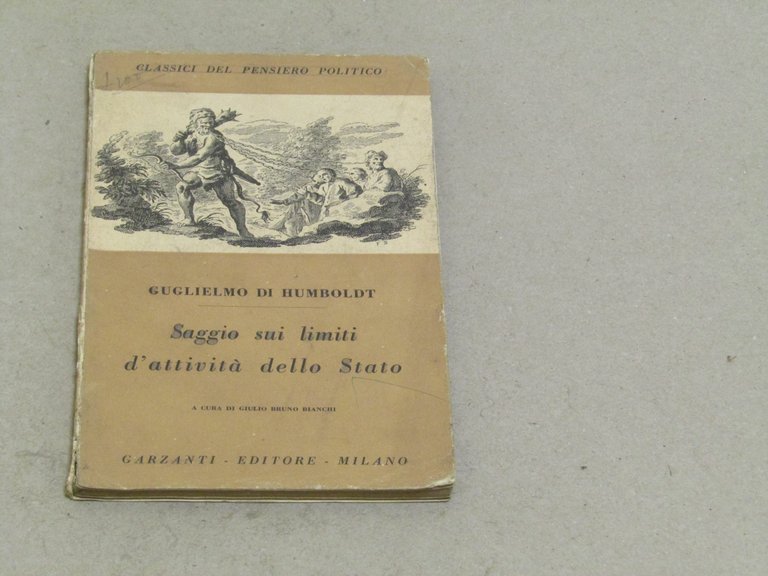 CLASSICI DEL PENSIERO POLITICO
GUGLIELMO DI HUMBOLDT
Saggio sui limiti
d'attività dello Stato
A CURA DI GIULIO BRUNO BIANCHI
GARZANTI - EDITORE - MILANO